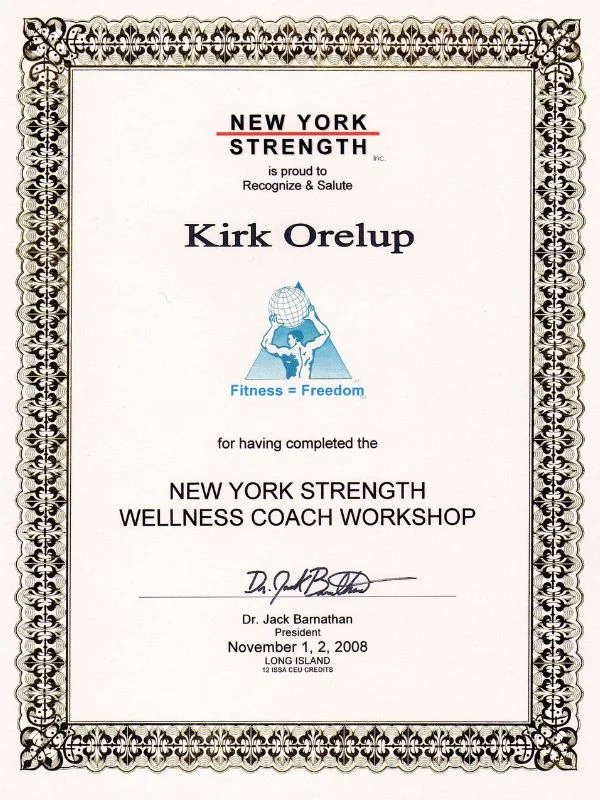 NEW YORK
STRENGTH
Inc.
is proud to
Recognize & Salute
Kirk Orelup
Fitness = Freedom
for having completed the
NEW YORK STRENGTH
WELLNESS COACH WORKSHOP
Dr. Jack Barnathan
Dr. Jack Barnathan
President
November 1, 2, 2008
LONG ISLAND
12 ISSA CEU CREDITS